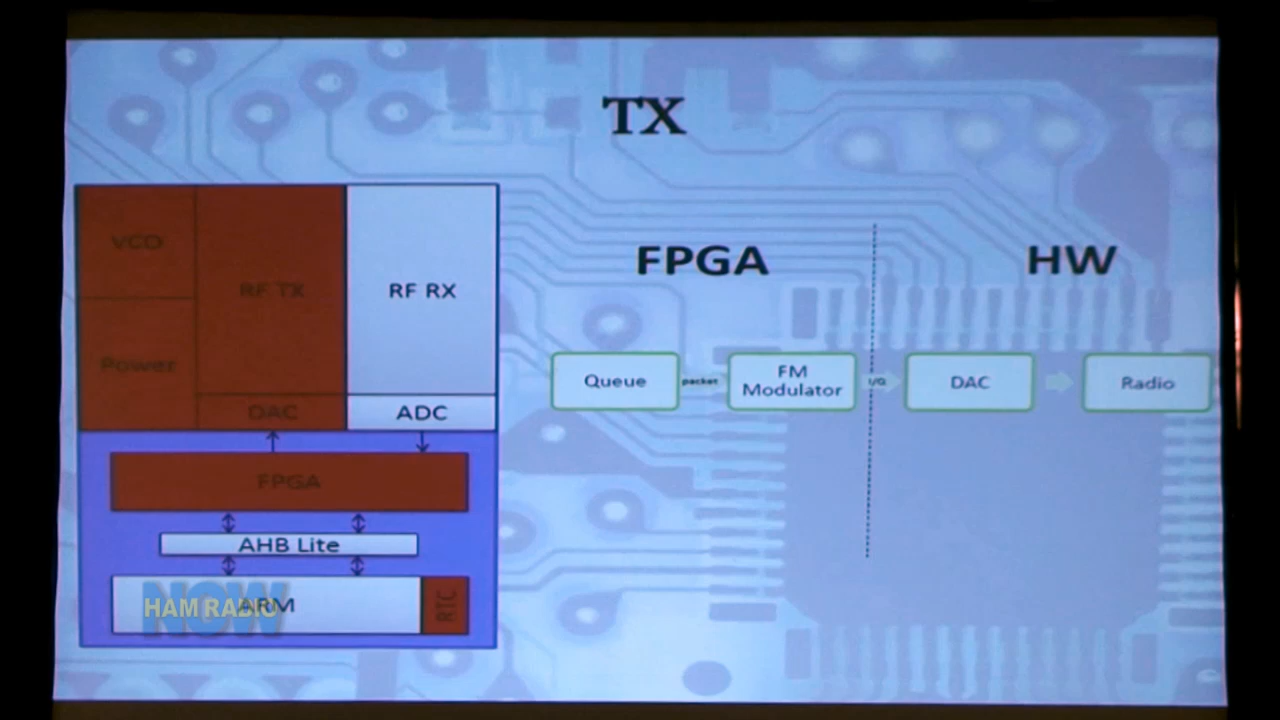 TX
VCO
RF TX
RF RX
Power
DAC
ADC
FPGA
AHB Lite
ARM
RTC
HAM RADIO
NOW
FPGA
HW
Queue
packet
FM
Modulator
I/Q
DAC
Radio